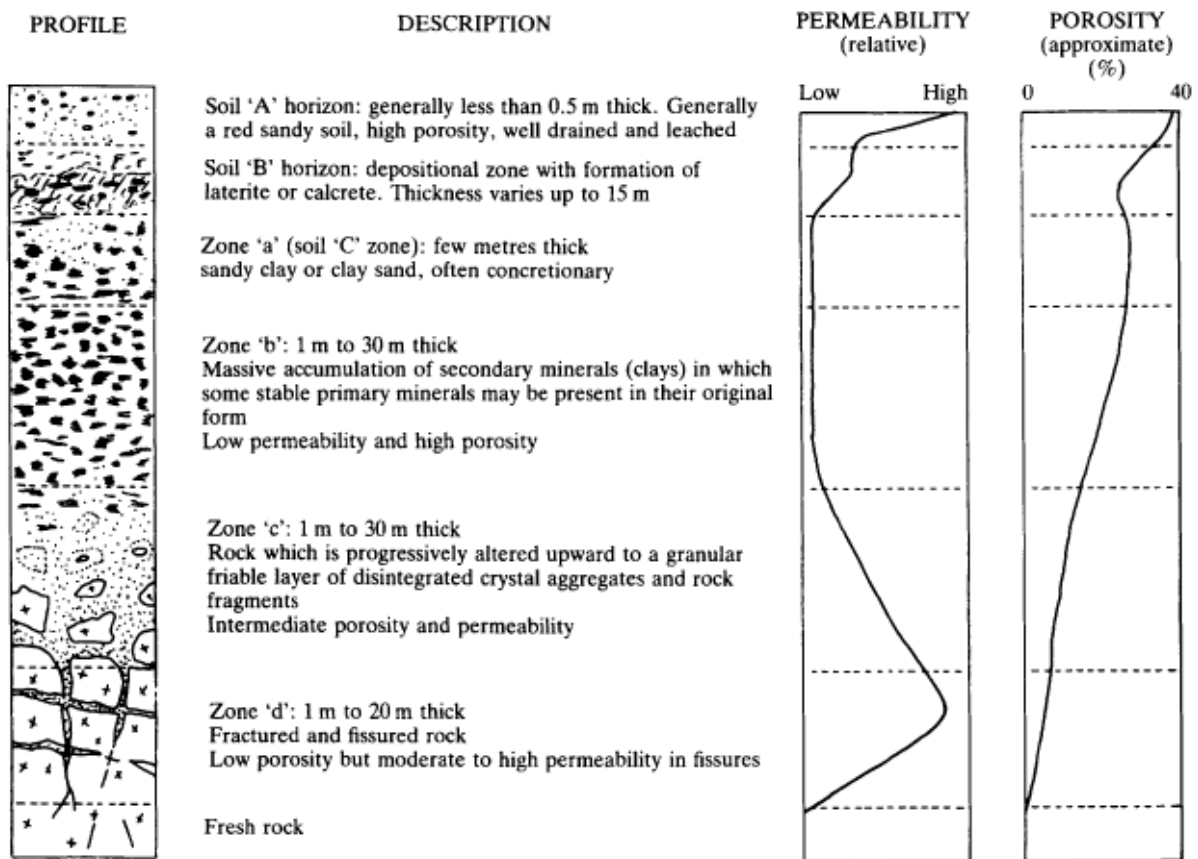 PROFILE
DESCRIPTION
PERMEABILITY
(relative)
POROSITY
(approximate)
(%)
Low High
0 40
Soil ‘A’ horizon: generally less than 0.5 m thick. Generally
a red sandy soil, high porosity, well drained and leached
Soil ‘B’ horizon: depositional zone with formation of
laterite or calcrete. Thickness varies up to 15 m
Zone ‘a’ (soil ‘C’ zone): few metres thick
sandy clay or clay sand, often concretionary
Zone ‘b’: 1 m to 30 m thick
Massive accumulation of secondary minerals (clays) in which
some stable primary minerals may be present in their original
form
Low permeability and high porosity
Zone ‘c’: 1 m to 30 m thick
Rock which is progressively altered upward to a granular
friable layer of disintegrated crystal aggregates and rock
fragments
Intermediate porosity and permeability
Zone ‘d’: 1 m to 20 m thick
Fractured and fissured rock
Low porosity but moderate to high permeability in fissures
Fresh rock